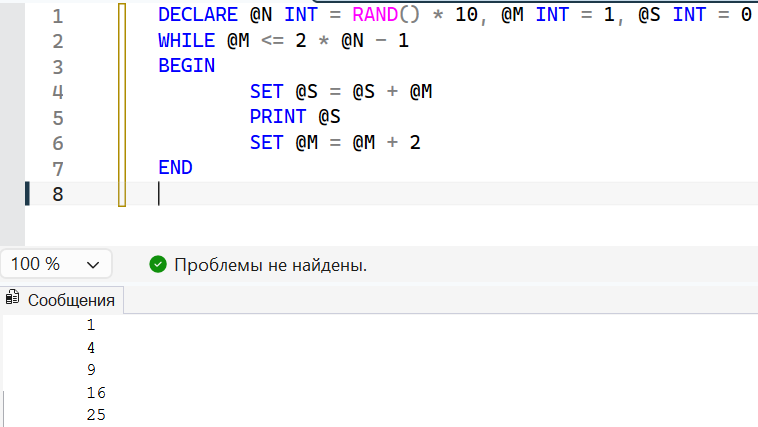 1 DECLARE @N INT = RAND() * 10, @M INT = 1, @S INT = 0
2 WHILE @M <= 2 * @N - 1
3 BEGIN
4 SET @S = @S + @M
5 PRINT @S
6 SET @M = @M + 2
7 END
8
100 % Проблемы не найдены.
Сообщения
1
4
9
16
25